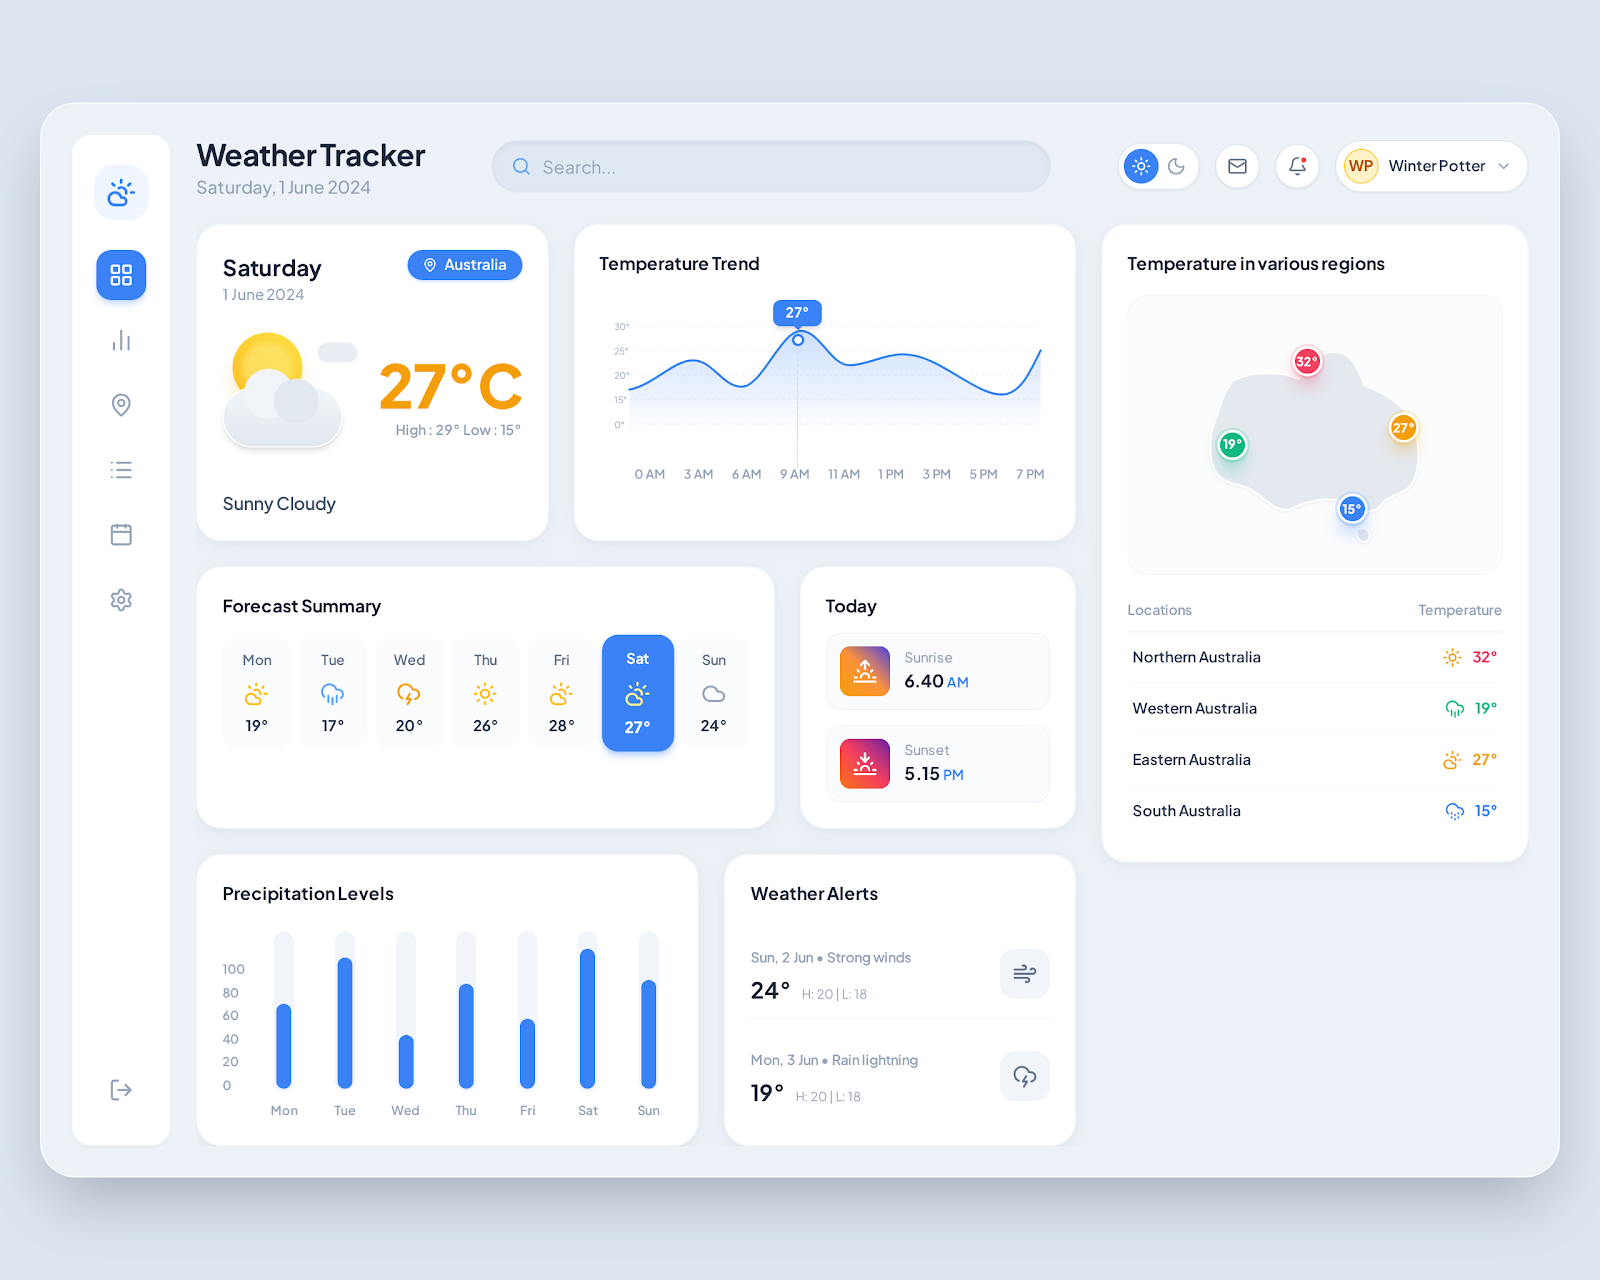 Weather Tracker
Saturday, 1 June 2024
Search...
WP
Winter Potter
Saturday
Australia
1 June 2024
27°C
High : 29° Low : 15°
Sunny Cloudy
Temperature Trend
27°
30°
25°
20°
15°
0°
0 AM 3 AM 6 AM 9 AM 11 AM 1 PM 3 PM 5 PM 7 PM
Temperature in various regions
32°
27°
19°
15°
Locations Temperature
Northern Australia 32°
Western Australia 19°
Eastern Australia 27°
South Australia 15°
Forecast Summary
Mon Tue Wed Thu Fri Sat Sun
19° 17° 20° 26° 28° 27° 24°
Today
Sunrise
6.40 AM
Sunset
5.15 PM
Precipitation Levels
100
80
60
40
20
0
Mon Tue Wed Thu Fri Sat Sun
Weather Alerts
Sun, 2 Jun • Strong winds
24° H: 20 | L: 18
Mon, 3 Jun • Rain lightning
19° H: 20 | L: 18